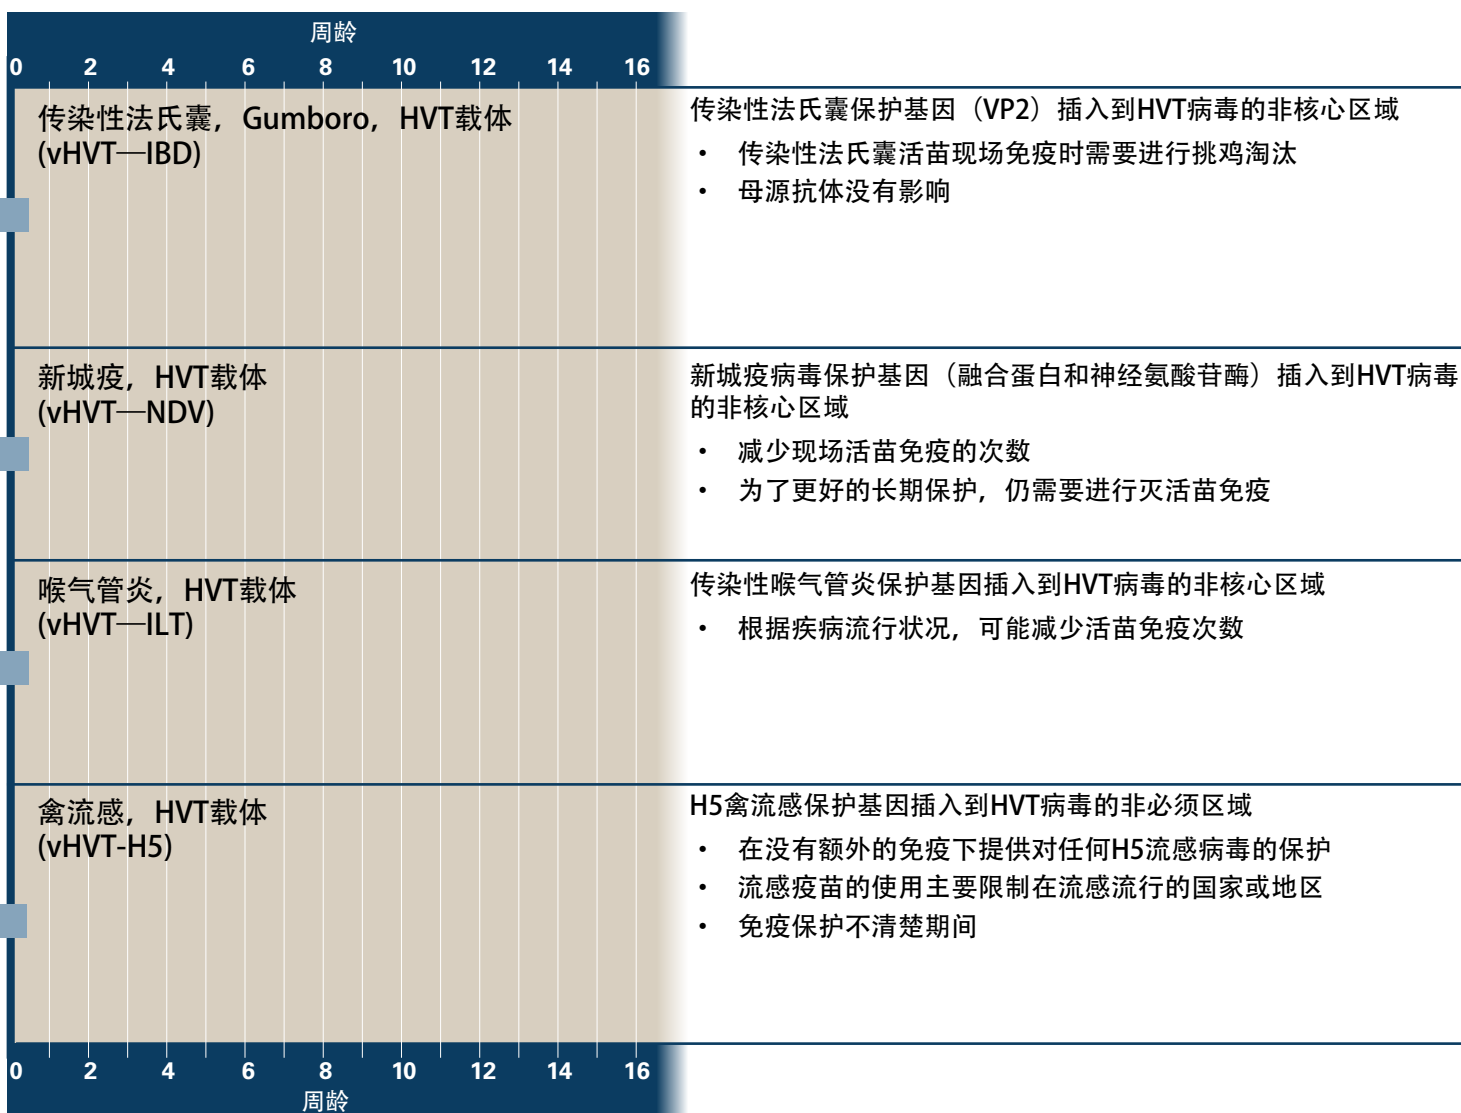 周龄
0 2 4 6 8 10 12 14 16
传染性法氏囊，Gumboro，HVT载体
(vHVT—IBD)
传染性法氏囊保护基因（VP2）插入到HVT病毒的非核心区域
• 传染性法氏囊活苗现场免疫时需要进行挑鸡淘汰
• 母源抗体没有影响
新城疫，HVT载体
(vHVT—NDV)
新城疫病毒保护基因（融合蛋白和神经氨酸苷酶）插入到HVT病毒
的非核心区域
• 减少现场活苗免疫的次数
• 为了更好的长期保护，仍需要进行灭活苗免疫
喉气管炎，HVT载体
(vHVT—ILT)
传染性喉气管炎保护基因插入到HVT病毒的非核心区域
• 根据疾病流行状况，可能减少活苗免疫次数
禽流感，HVT载体
(vHVT-H5)
H5禽流感保护基因插入到HVT病毒的非必须区域
• 在没有额外的免疫下提供对任何H5流感病毒的保护
• 流感疫苗的使用主要限制在流感流行的国家或地区
• 免疫保护不清楚期间
0 2 4 6 8 10 12 14 16
周龄